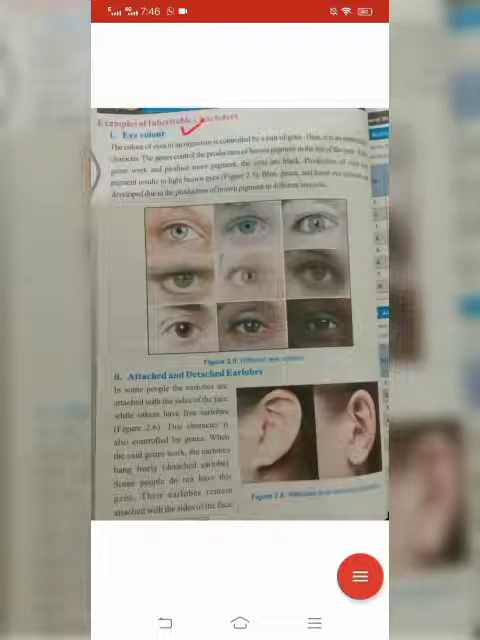 7:46
Examples of Inheritable Characters
i. Eye colour
The colour of eyes in an organism is controlled by a pair of gene. Thus, it is an
character. The genes control the production of brown pigment in the iris of the eyes. If
genes work and produce more pigment, the eyes are black. Production of
pigment results in light brown eyes (Figure 2.5). Blue, green, and hazel eye
developed due to the production of brown pigment in different
Figure 2.5: Different eye colours
ii. Attached and Detached Earlobes
In some people the earlobes are
attached with the sides of the face
while others have free earlobes
(Figure 2.6). This character is
also controlled by genes. When
the said genes work, the earlobes
hang freely (detached earlobe)
Some people do not have this
gene. Their earlobes remain
attached with the sides of the face
Figure 2.6: